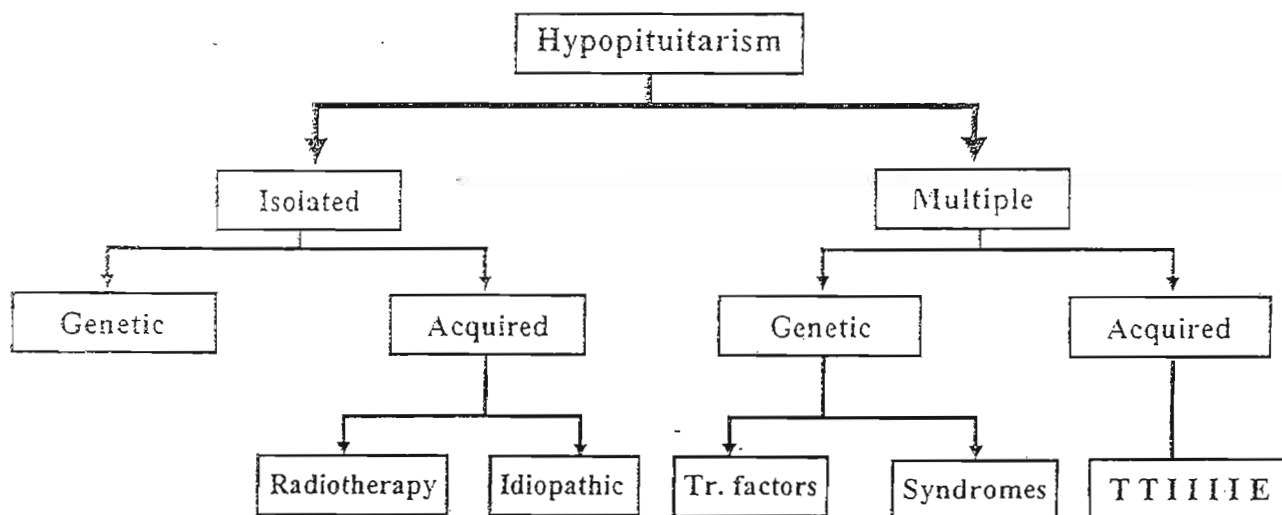 Hypopituitarism
Isolated
Multiple
Genetic
Acquired
Genetic
Acquired
Radiotherapy
Idiopathic
Tr. factors
Syndromes
T T I I I I E